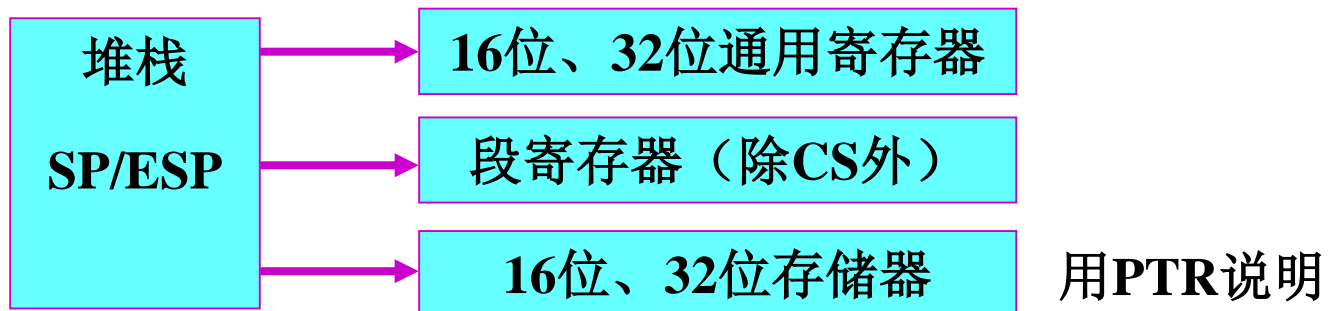 堆栈
SP/ESP
16位、32位通用寄存器
段寄存器（除CS外）
16位、32位存储器
用PTR说明